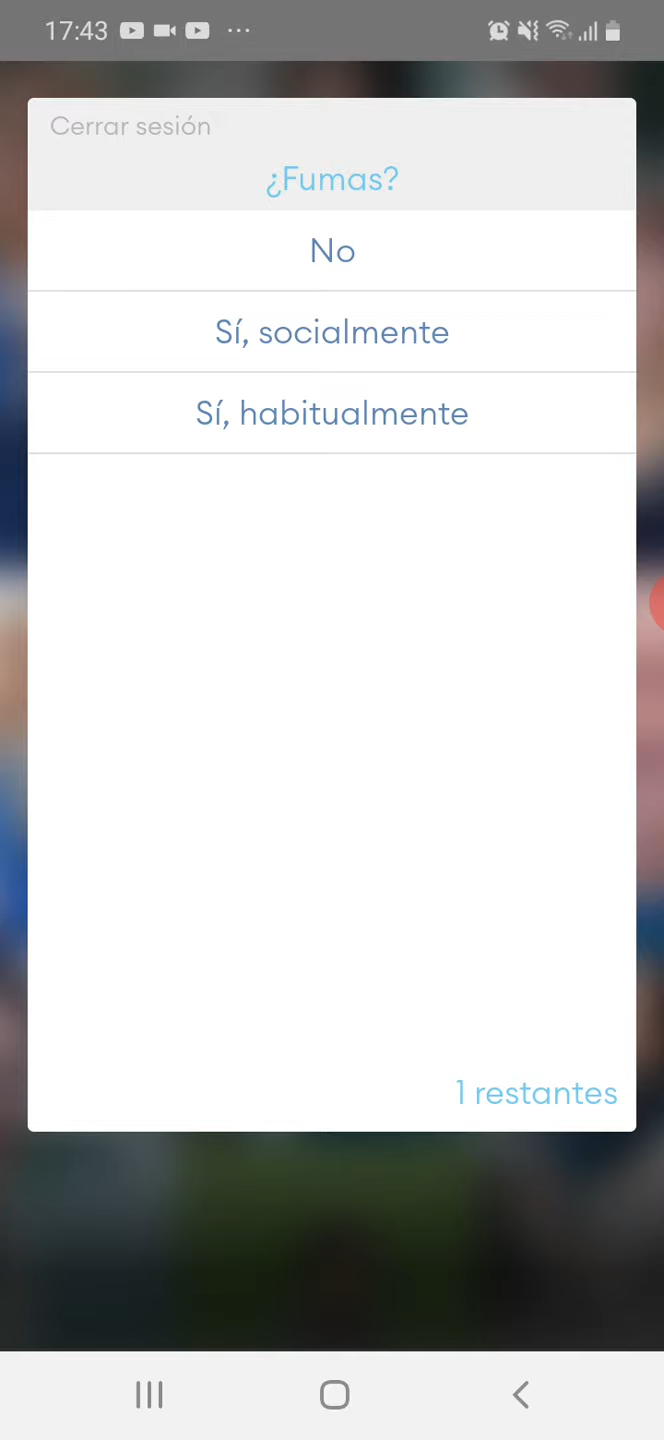 17:43
Cerrar sesión
¿Fumas?
No
Sí, socialmente
Sí, habitualmente
1 restantes